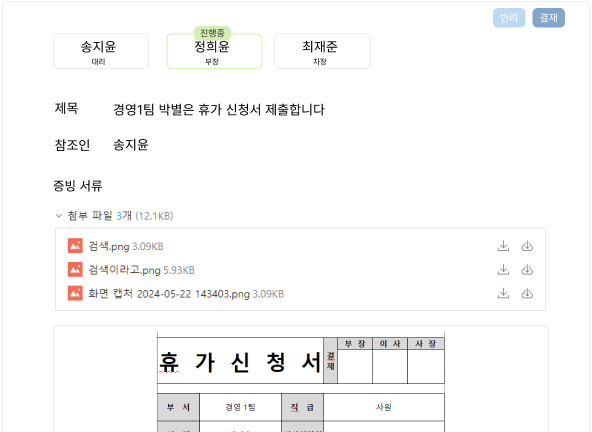 반려 결재
진행중
송지윤 정희윤 최재준
대리 부장 차장
제목 경영1팀 박별은 휴가 신청서 제출합니다
참조인 송지윤
증빙 서류
첨부 파일 3개 (12.1KB)
검색.png 3.09KB
검색이라고.png 5.93KB
화면 캡처 2024-05-22 143403.png 3.09KB
휴 가 신 청 서 결재 부 장 이 사 사 장
부 서 경영 1팀 직 급 사원